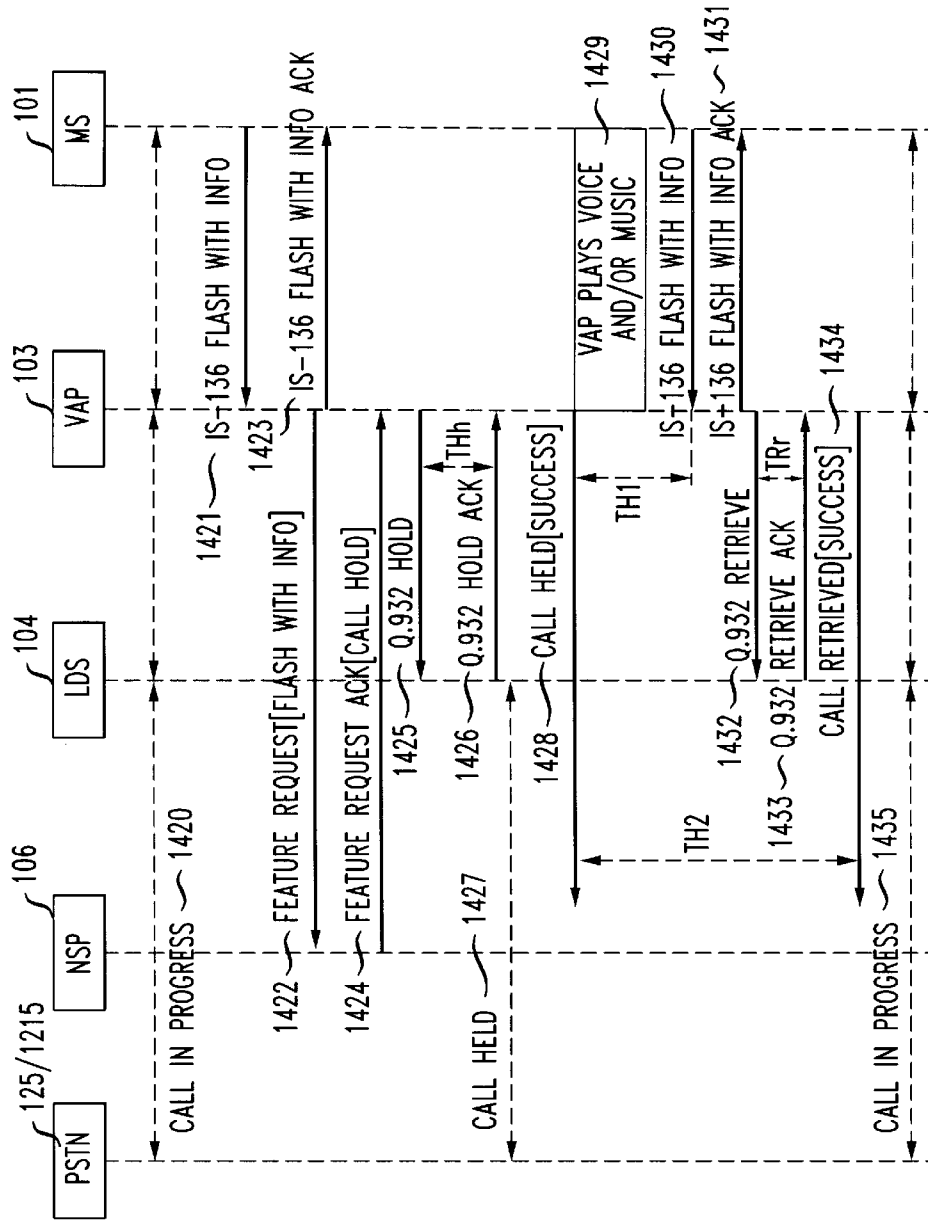 125/1215
PSTN
106
NSP
104
LDS
103
VAP
101
MS
CALL IN PROGRESS 1420
1421 IS-136 FLASH WITH INFO
1422 FEATURE REQUEST[FLASH WITH INFO]
1423 IS-136 FLASH WITH INFO ACK
1424 FEATURE REQUEST ACK[CALL HOLD]
1425 Q.932 HOLD
THh
1426 Q.932 HOLD ACK
CALL HELD 1427
1428 CALL HELD[SUCCESS]
VAP PLAYS VOICE
AND/OR MUSIC
1429
TH1
IS-136 FLASH WITH INFO 1430
IS-136 FLASH WITH INFO ACK 1431
1432 Q.932 RETRIEVE
TRr
1433 Q.932 RETRIEVE ACK
TH2
CALL RETRIEVED[SUCCESS] 1434
CALL IN PROGRESS 1435